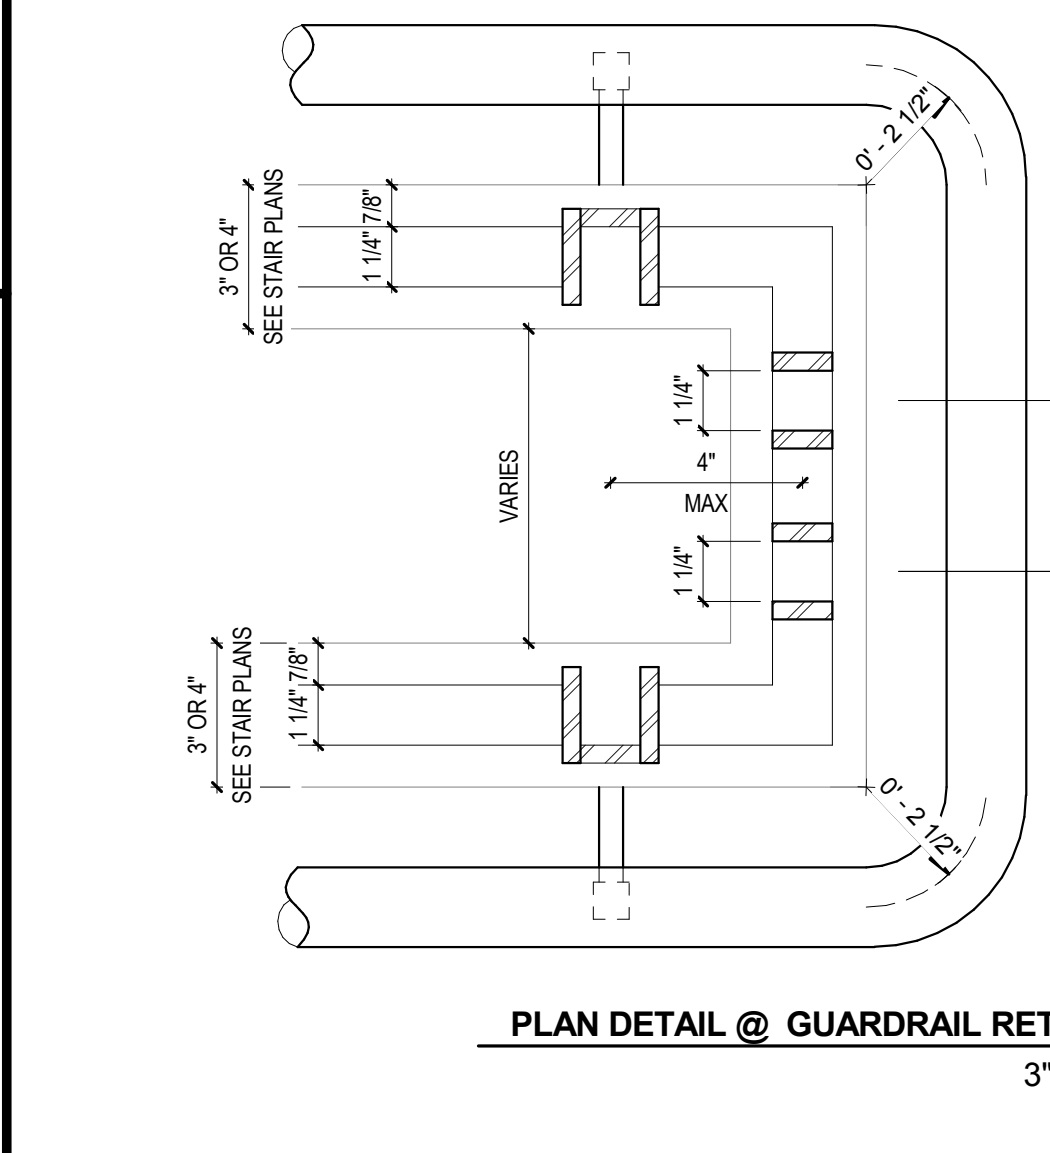 0' - 2 1/2"
3" OR 4"
SEE STAIR PLANS
7/8"
1 1/4"
1 1/4"
VARIES
4"
MAX
1 1/4"
3" OR 4"
SEE STAIR PLANS
7/8"
1 1/4"
0' - 2 1/2"
PLAN DETAIL @ GUARDRAIL RET
3"